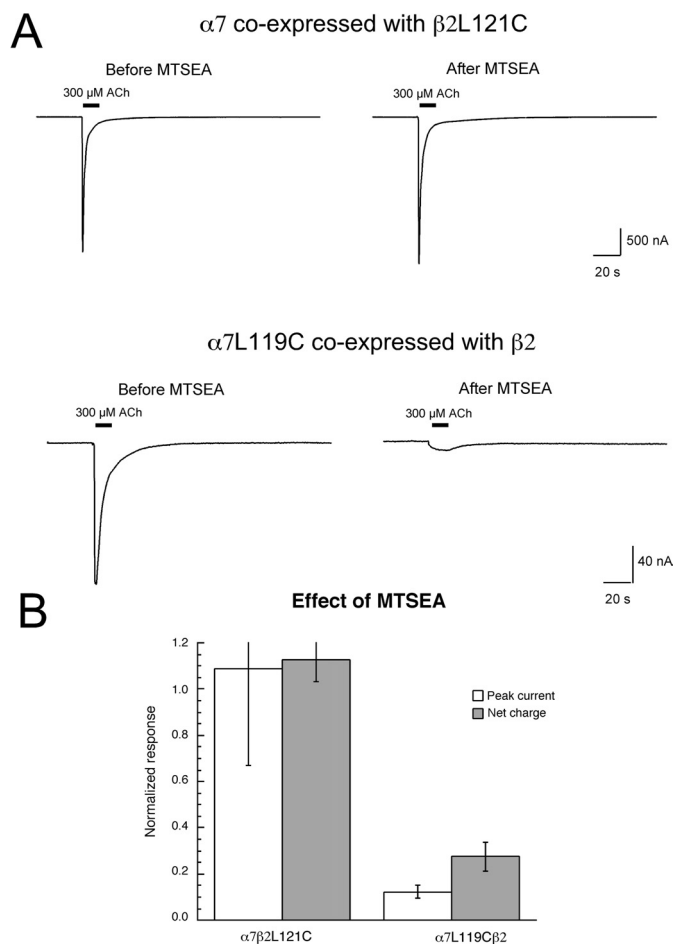 A
α7 co-expressed with β2L121C
Before MTSEA
After MTSEA
300 µM ACh
300 µM ACh
500 nA
20 s
α7L119C co-expressed with β2
Before MTSEA
After MTSEA
300 µM ACh
300 µM ACh
40 nA
20 s
B
Effect of MTSEA
1.2
1.0
0.8
0.6
0.4
0.2
0.0
Normalized response
Peak current
Net charge
α7β2L121C
α7L119Cβ2